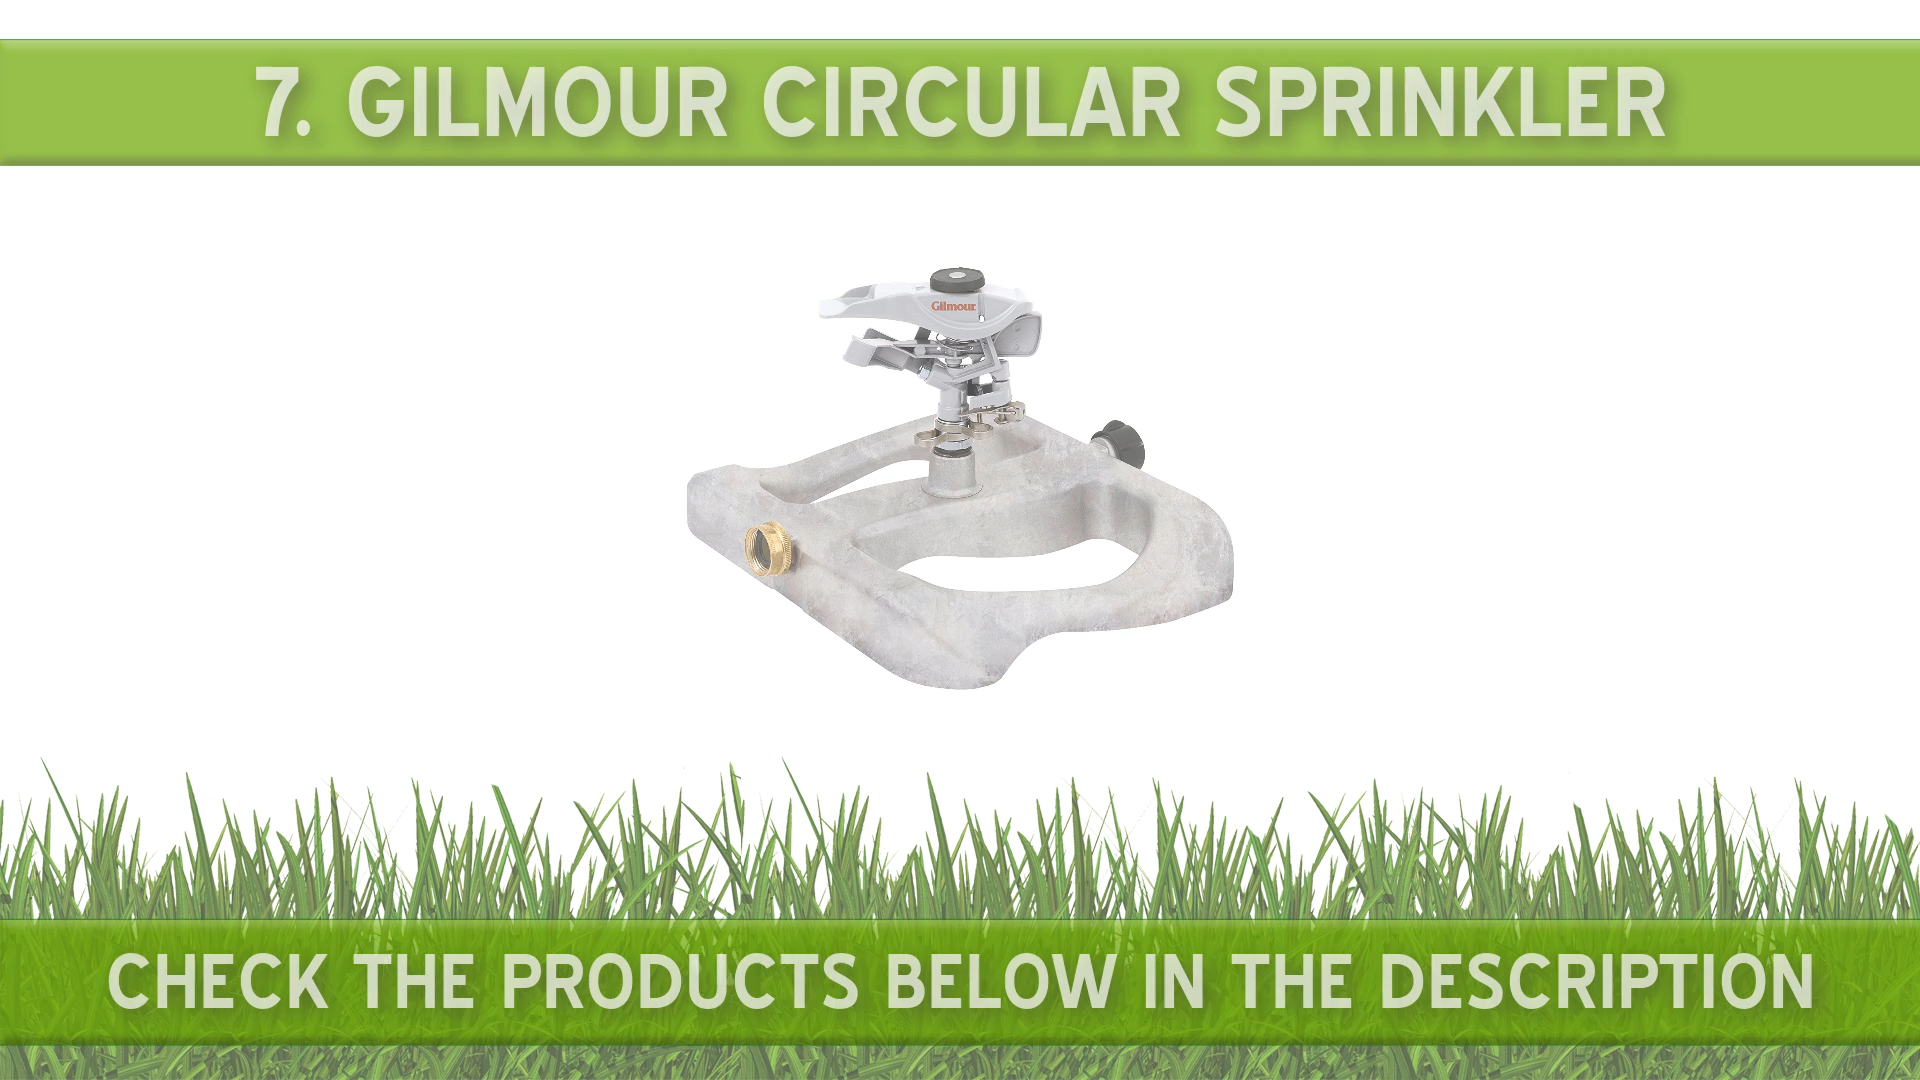 7. GILMOUR CIRCULAR SPRINKLER
Gilmour
CHECK THE PRODUCTS BELOW IN THE DESCRIPTION